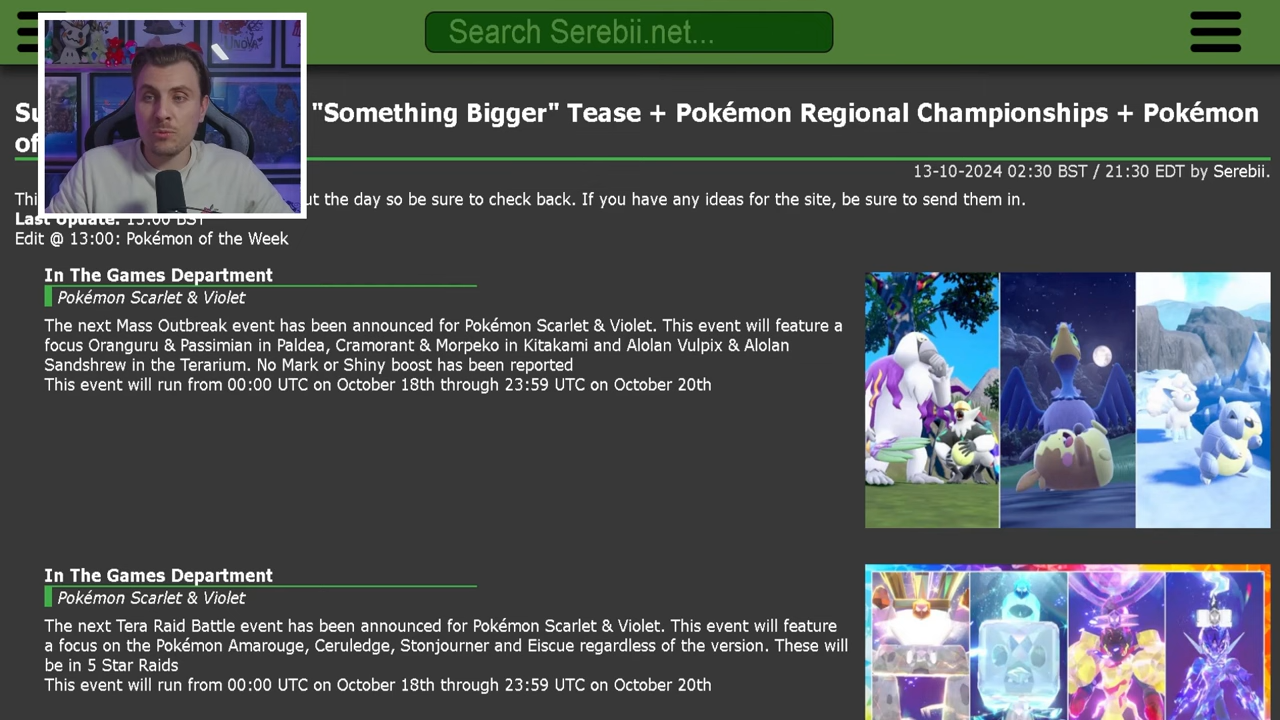 Search Serebii.net...
UNOVA
Su "Something Bigger" Tease + Pokémon Regional Championships + Pokémon
of
13-10-2024 02:30 BST / 21:30 EDT by Serebii.
Thi ut the day so be sure to check back. If you have any ideas for the site, be sure to send them in.
Last Update: 13:00 BST
Edit @ 13:00: Pokémon of the Week
In The Games Department
Pokémon Scarlet & Violet
The next Mass Outbreak event has been announced for Pokémon Scarlet & Violet. This event will feature a
focus Oranguru & Passimian in Paldea, Cramorant & Morpeko in Kitakami and Alolan Vulpix & Alolan
Sandshrew in the Terarium. No Mark or Shiny boost has been reported
This event will run from 00:00 UTC on October 18th through 23:59 UTC on October 20th
In The Games Department
Pokémon Scarlet & Violet
The next Tera Raid Battle event has been announced for Pokémon Scarlet & Violet. This event will feature
a focus on the Pokémon Amarouge, Ceruledge, Stonjourner and Eiscue regardless of the version. These will
be in 5 Star Raids
This event will run from 00:00 UTC on October 18th through 23:59 UTC on October 20th